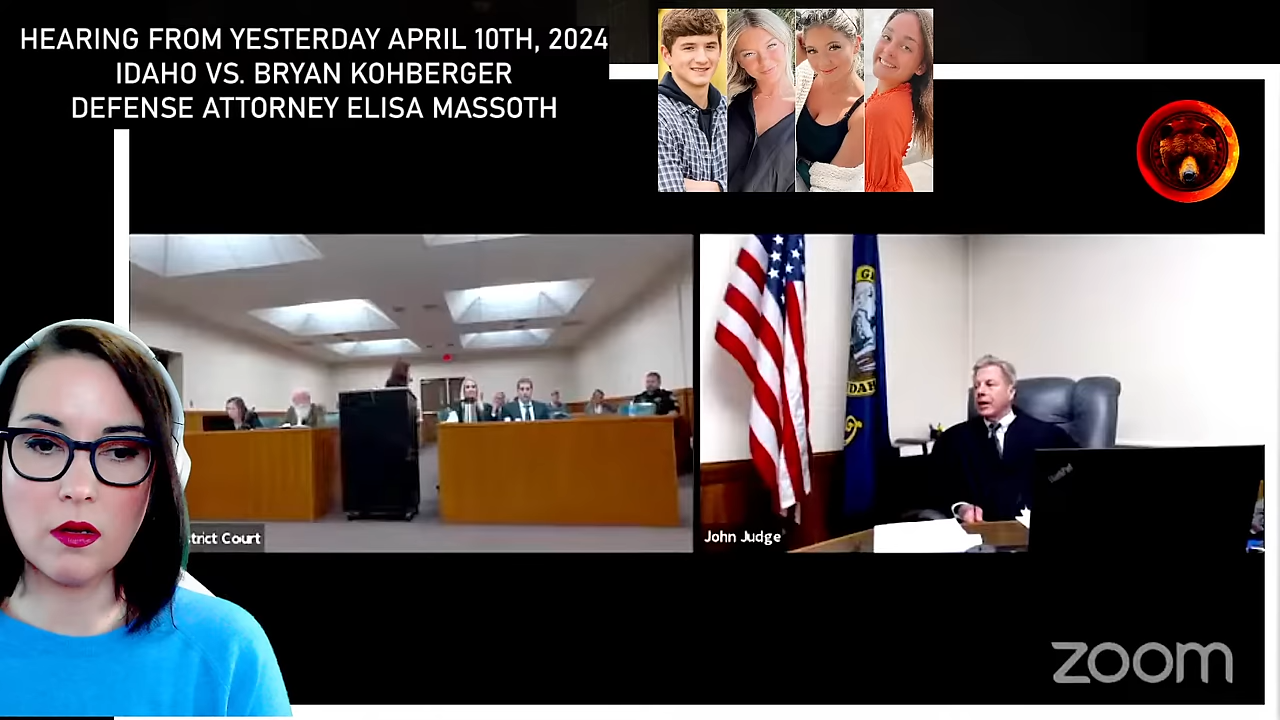 HEARING FROM YESTERDAY APRIL 10TH, 2024
IDAHO VS. BRYAN KOHBERGER
DEFENSE ATTORNEY ELISA MASSOTH
strict Court
John Judge
zoom